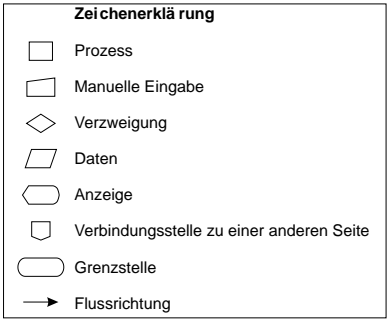 Zeichenerklärung
Prozess
Manuelle Eingabe
Verzweigung
Daten
Anzeige
Verbindungsstelle zu einer anderen Seite
Grenzstelle
Flussrichtung